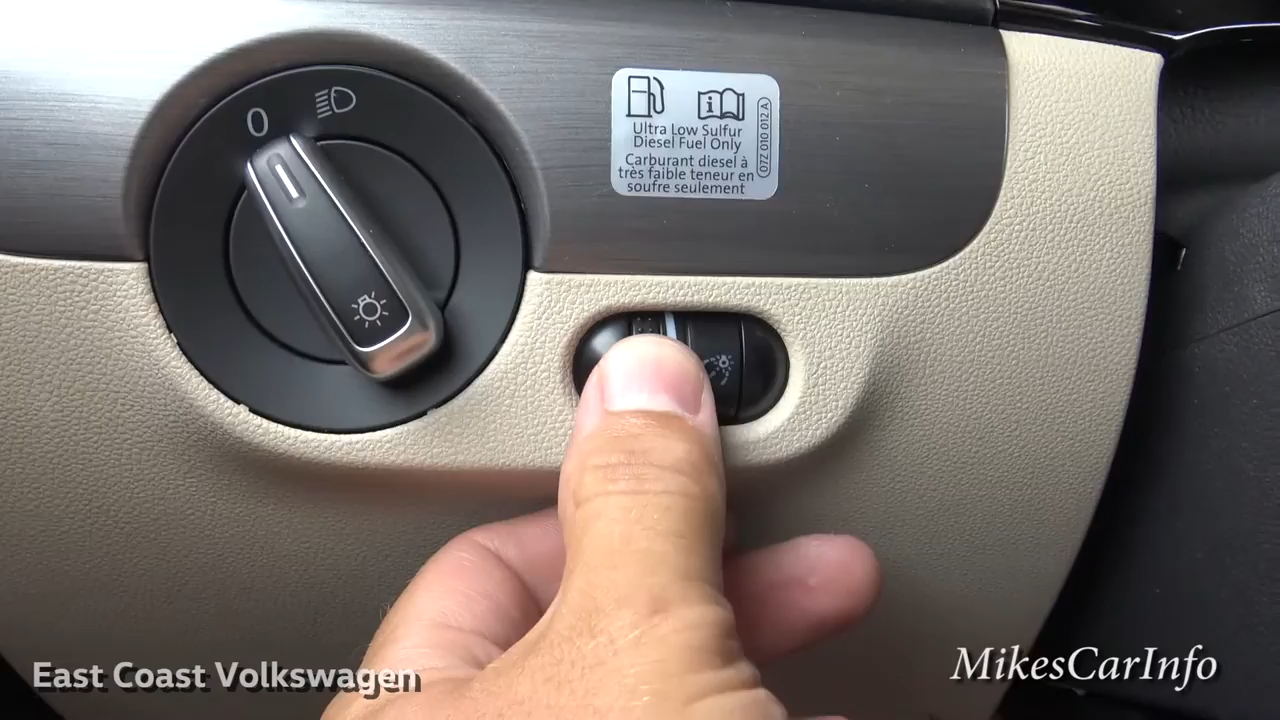 0
Ultra Low Sulfur
Diesel Fuel Only
Carburant diesel à
très faible teneur en
soufre seulement
07Z 010 012 A
East Coast Volkswagen
MikesCarInfo